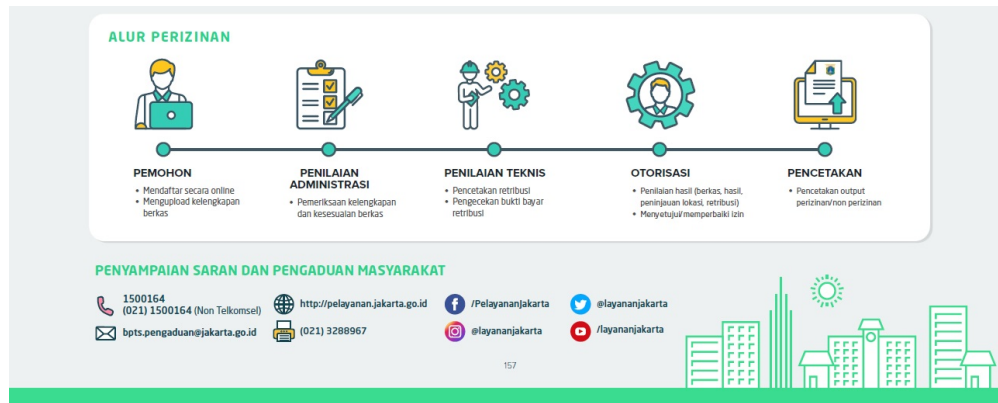 ALUR PERIZINAN
PEMOHON
• Mendaftar secara online
• Mengupload kelengkapan
berkas
PENILAIAN
ADMINISTRASI
• Pemeriksaan kelengkapan
dan kesesuaian berkas
PENILAIAN TEKNIS
• Pencetakan retribusi
• Pengecekan bukti bayar
retribusi
OTORISASI
• Penilaian hasil (berkas, hasil,
peninjauan lokasi, retribusi)
• Menyetujui/memperbaiki izin
PENCETAKAN
• Pencetakan output
perizinan/non perizinan
PENYAMPAIAN SARAN DAN PENGADUAN MASYARAKAT
1500164
(021) 1500164 (Non Telkomsel)
bpts.pengaduan@jakarta.go.id
http://pelayanan.jakarta.go.id
(021) 3288967
/PelayananJakarta
@layananjakarta
@layananjakarta
/layananjakarta
157